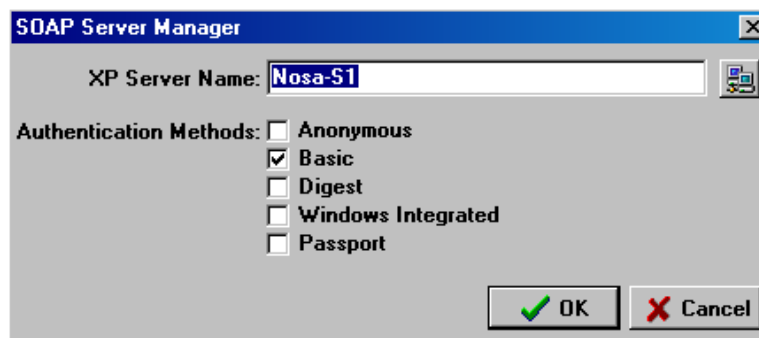 SOAP Server Manager
XP Server Name: Nosa-S1
Authentication Methods: Anonymous
Basic
Digest
Windows Integrated
Passport
OK Cancel